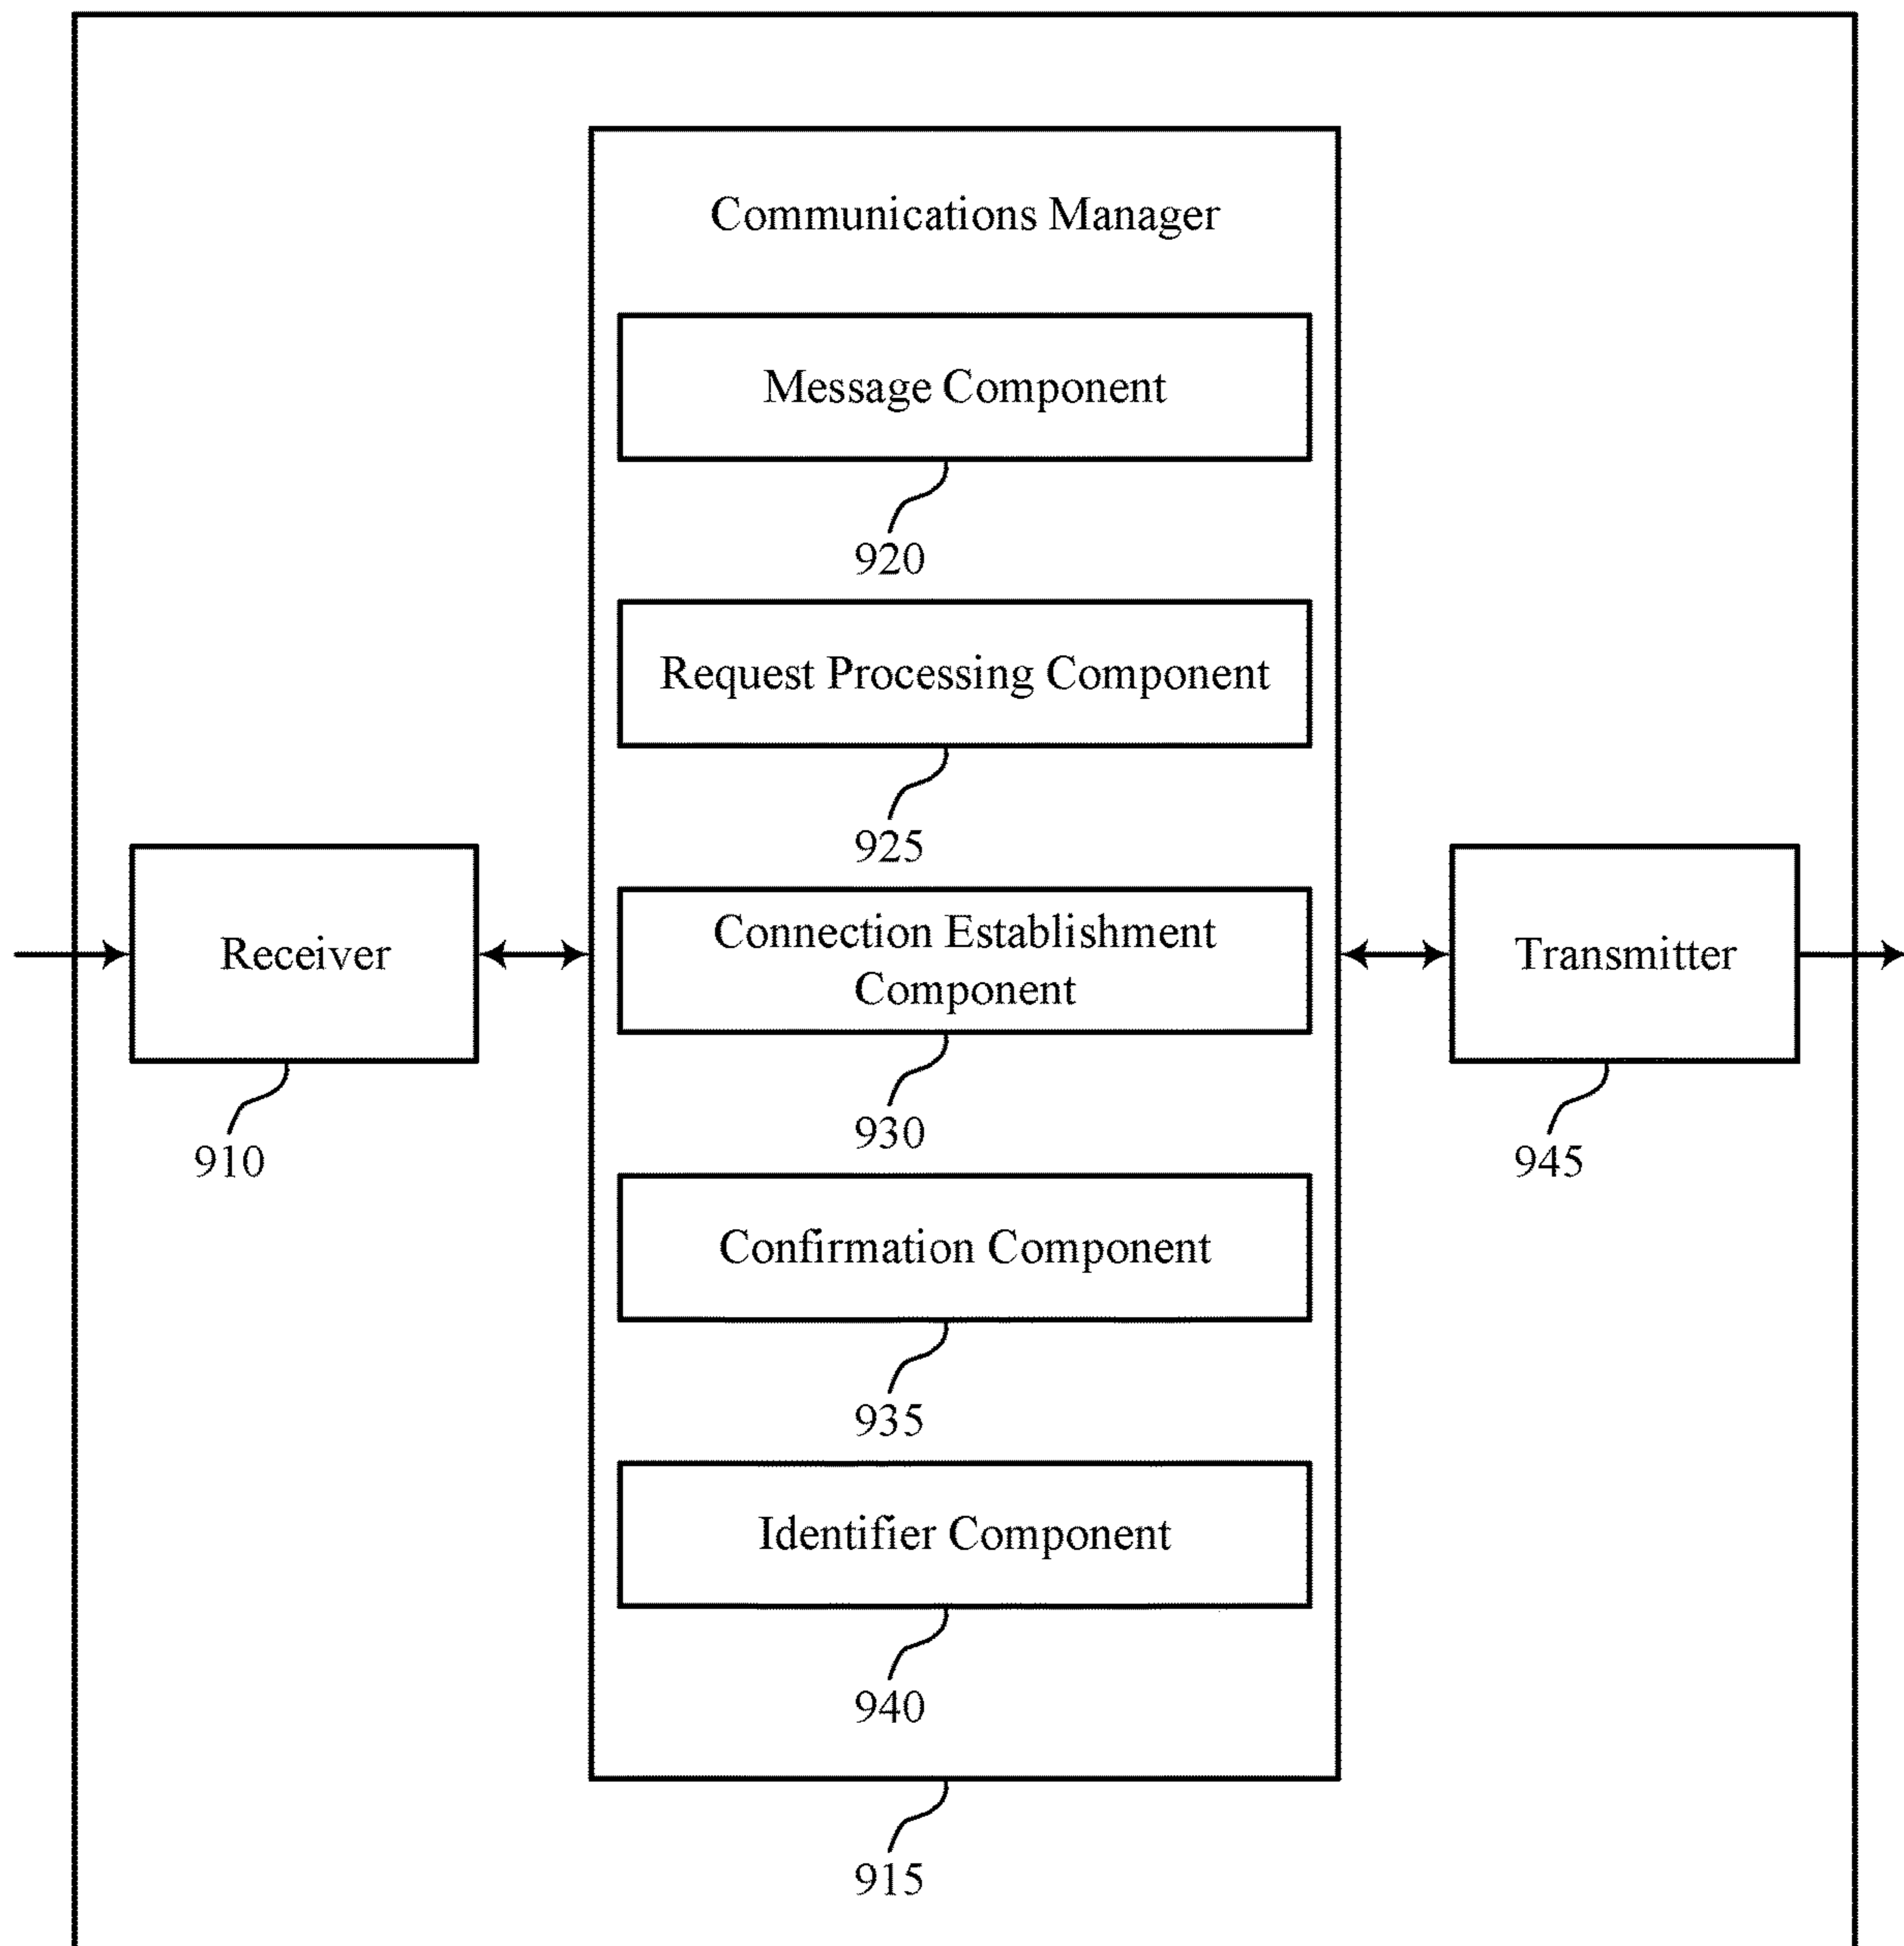 Communications Manager
Message Component
920
Request Processing Component
925
Receiver
910
Connection Establishment
Component
930
Transmitter
945
Confirmation Component
935
Identifier Component
940
915